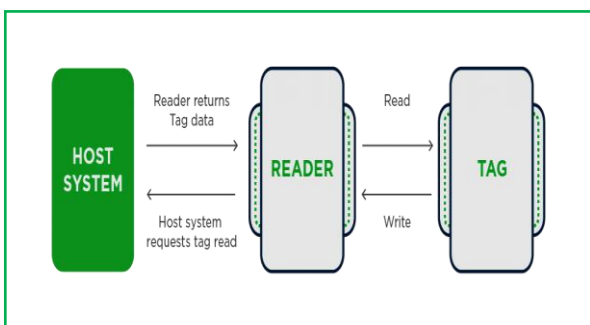 Reader returns
Tag data
Read
HOST
SYSTEM
READER
TAG
Host system
requests tag read
Write